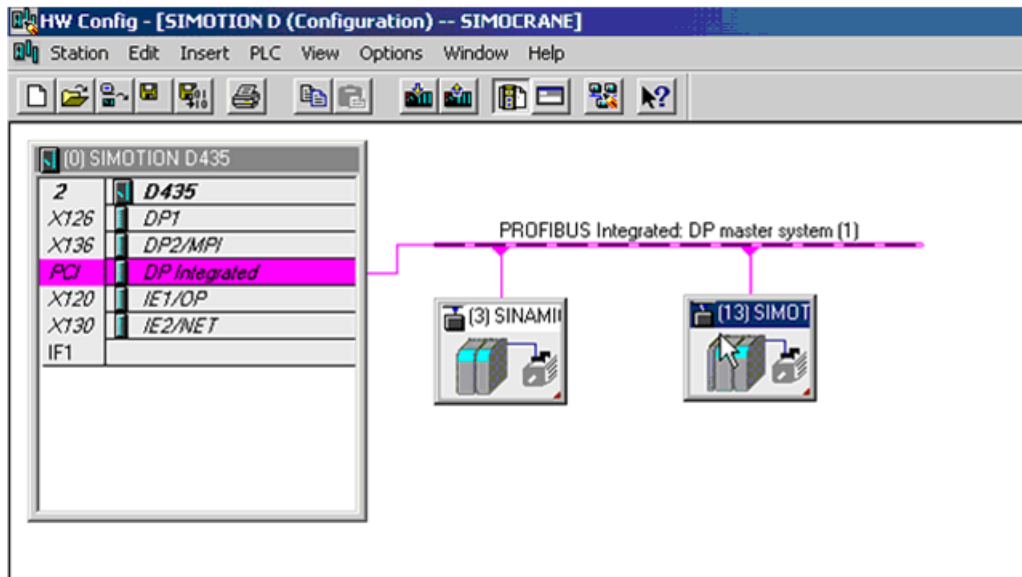 HW Config - [SIMOTION D (Configuration) -- SIMOCRANE]
Station Edit Insert PLC View Options Window Help
(0) SIMOTION D435
2 D435
X126 DP1
X136 DP2/MPI
PCI DP Integrated
X120 IE1/OP
X130 IE2/NET
IF1
PROFIBUS Integrated: DP master system (1)
(3) SINAMI
(13) SIMOT